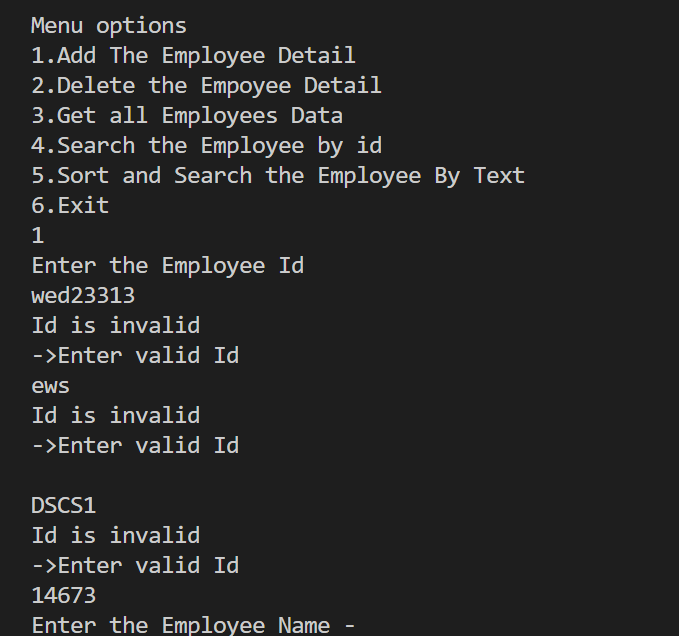 Menu options
1.Add The Employee Detail
2.Delete the Empoyee Detail
3.Get all Employees Data
4.Search the Employee by id
5.Sort and Search the Employee By Text
6.Exit
1
Enter the Employee Id
wed23313
Id is invalid
->Enter valid Id
ews
Id is invalid
->Enter valid Id
DSCS1
Id is invalid
->Enter valid Id
14673
Enter the Employee Name -